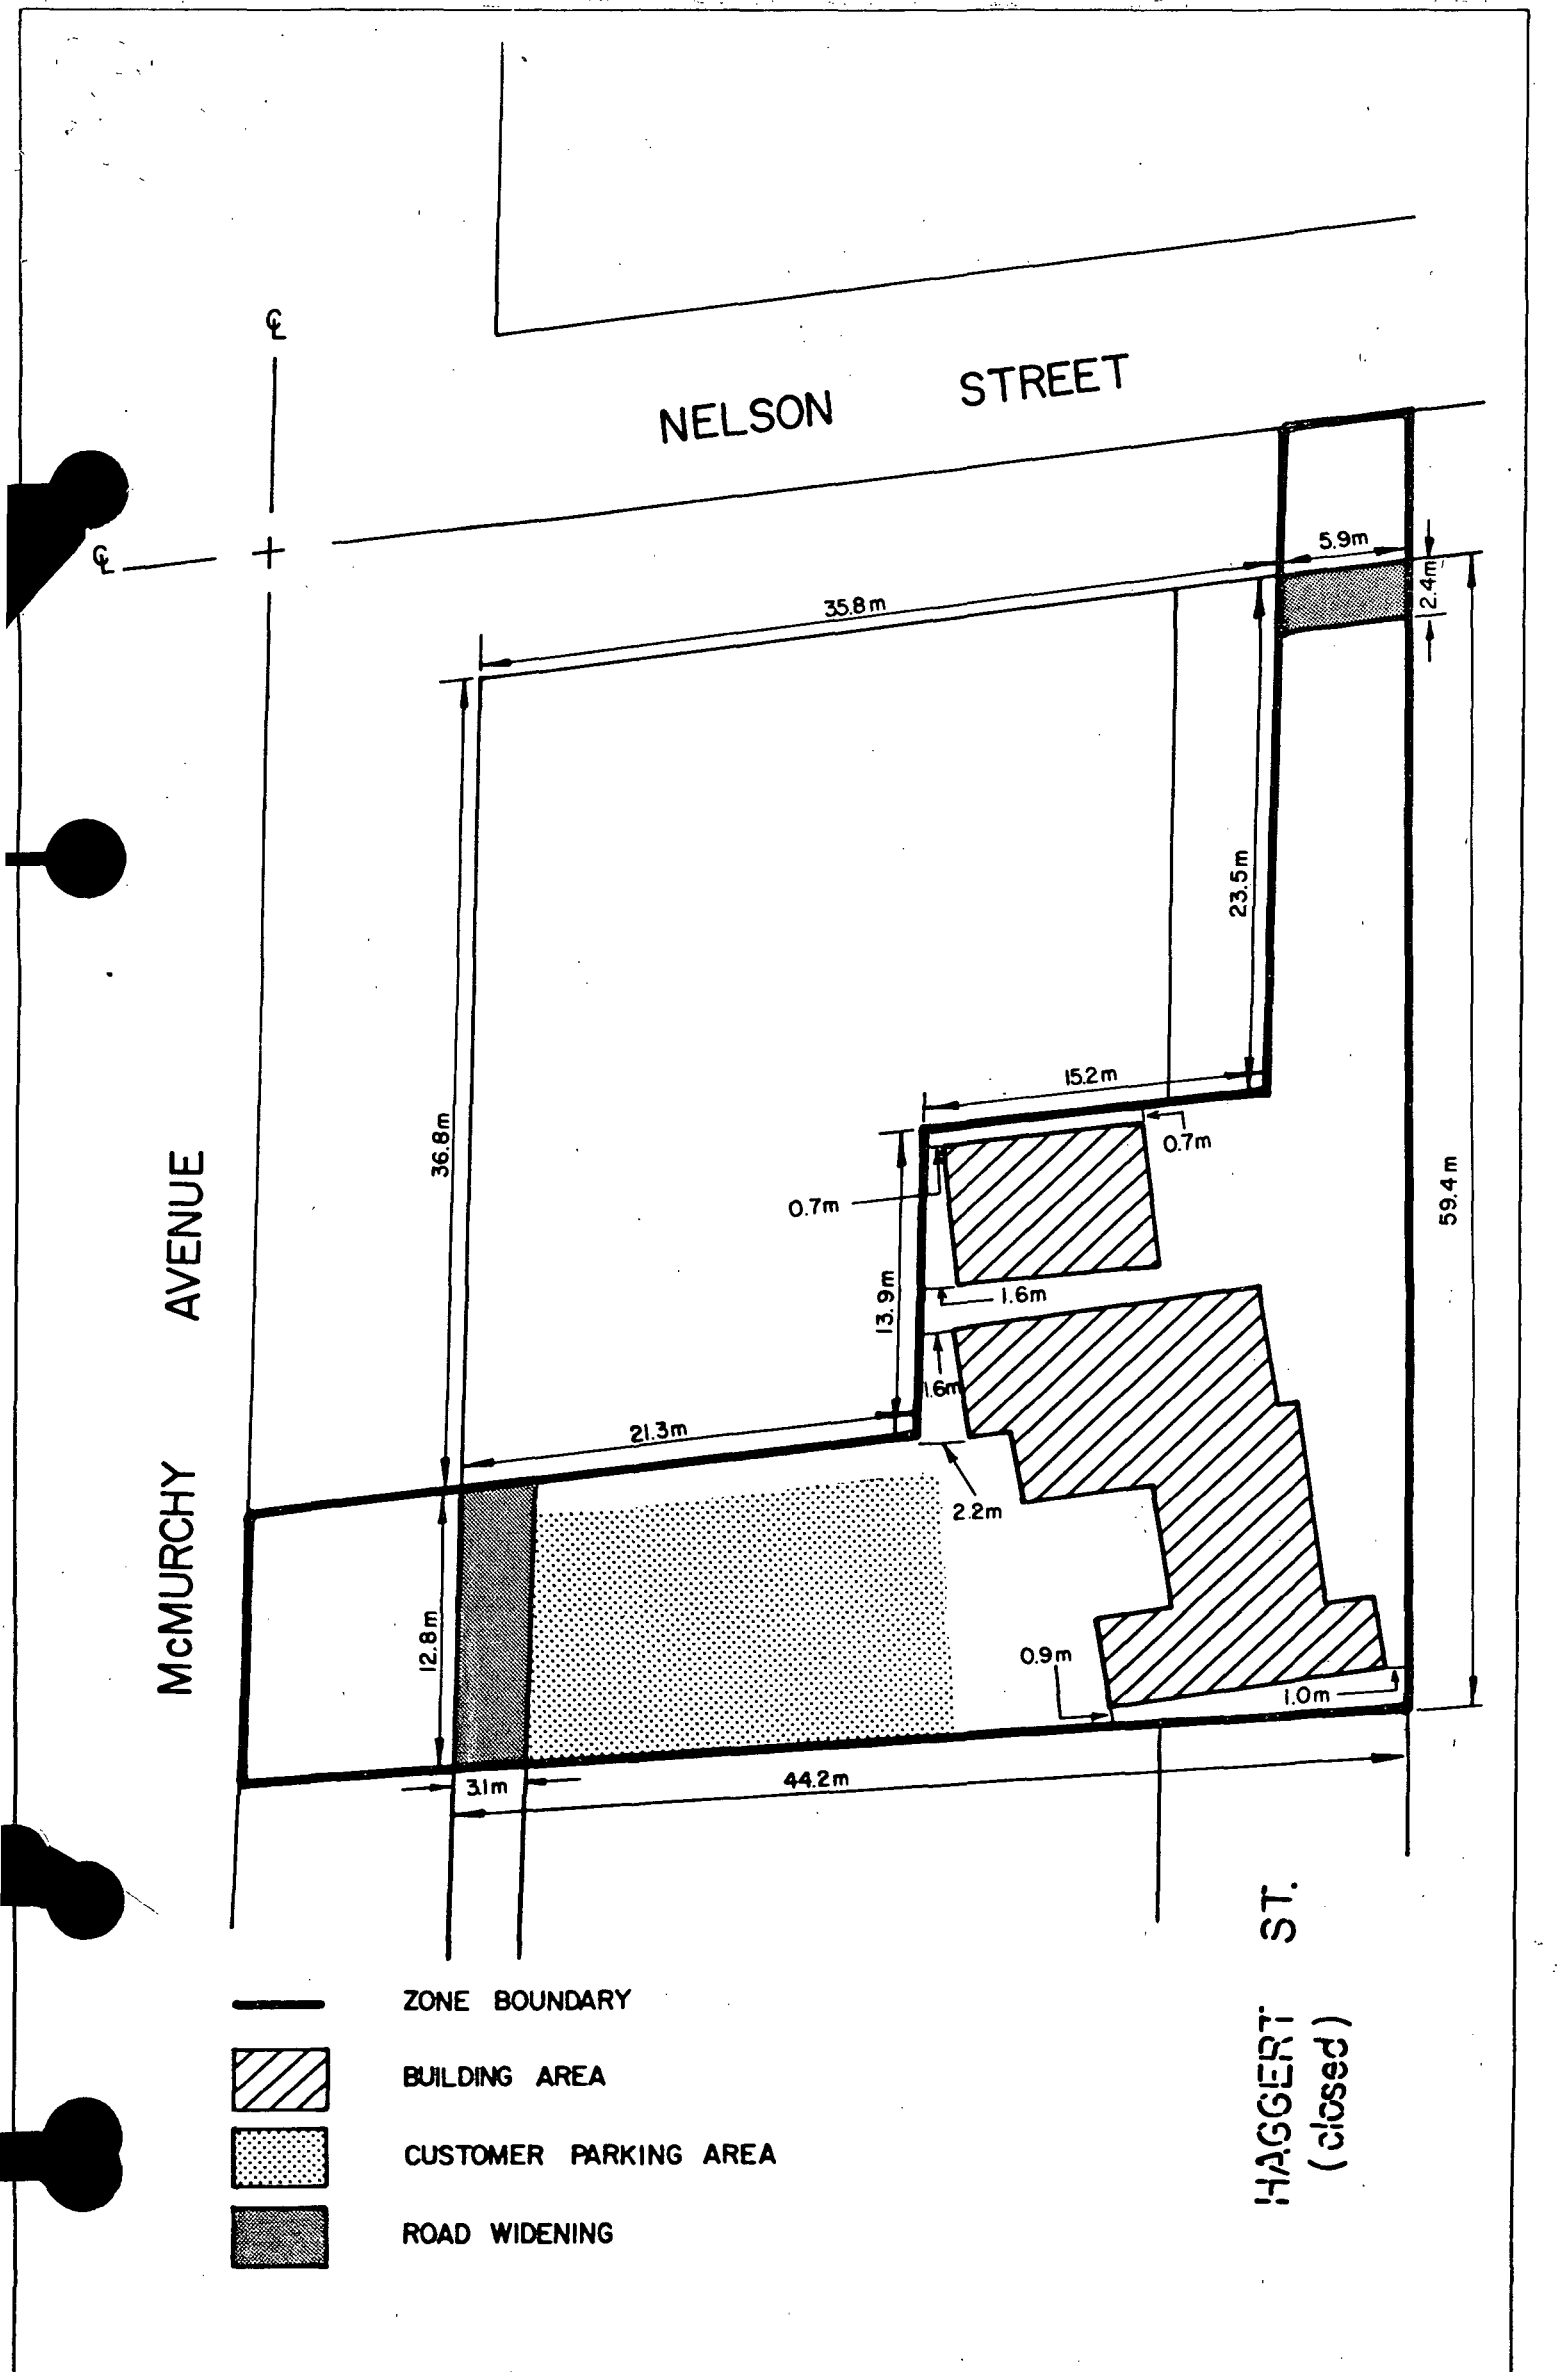 ℄
NELSON STREET
℄
5.9m
2.4m
35.8m
23.5m
15.2m
0.7m
36.8m
0.7m
59.4m
13.9m
1.6m
1.6m
21.3m
2.2m
McMURCHY AVENUE
12.8m
0.9m
1.0m
3.1m
44.2m
HAGGERT ST.
(closed)
ZONE BOUNDARY
BUILDING AREA
CUSTOMER PARKING AREA
ROAD WIDENING